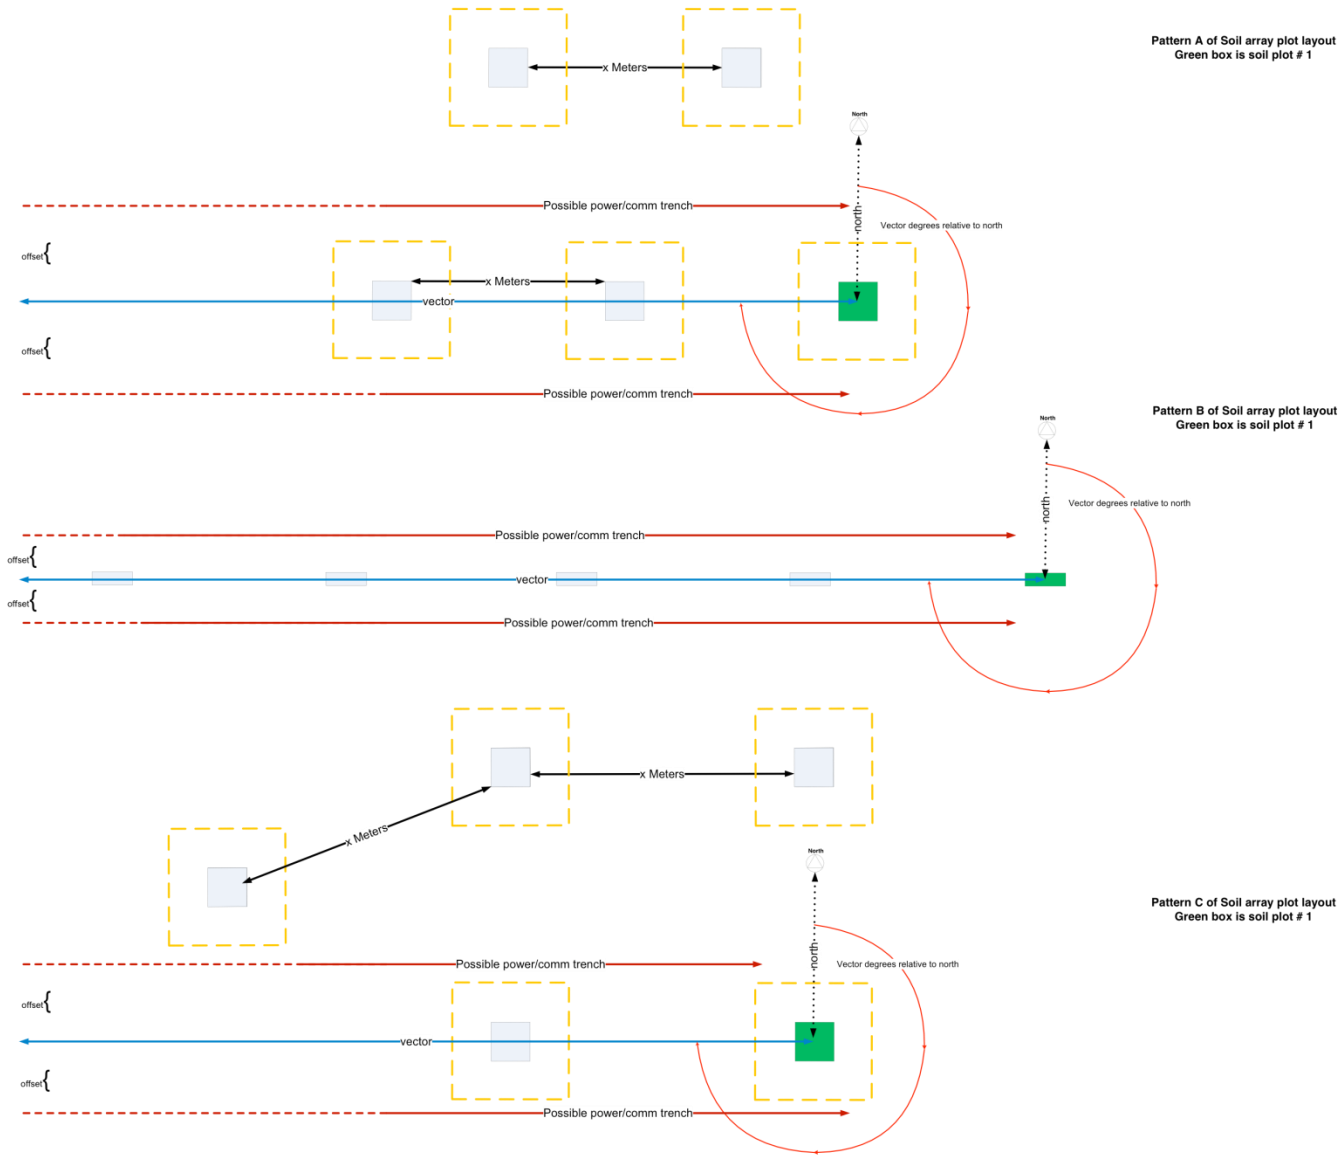 Pattern A of Soil array plot layout
Green box is soil plot # 1
x Meters
North
Possible power/comm trench
north
Vector degrees relative to north
offset{
x Meters
vector
offset{
Possible power/comm trench
Pattern B of Soil array plot layout
Green box is soil plot # 1
North
north
Vector degrees relative to north
Possible power/comm trench
offset{
vector
offset{
Possible power/comm trench
x Meters
x Meters
North
Pattern C of Soil array plot layout
Green box is soil plot # 1
north
Possible power/comm trench
Vector degrees relative to north
offset{
vector
offset{
Possible power/comm trench